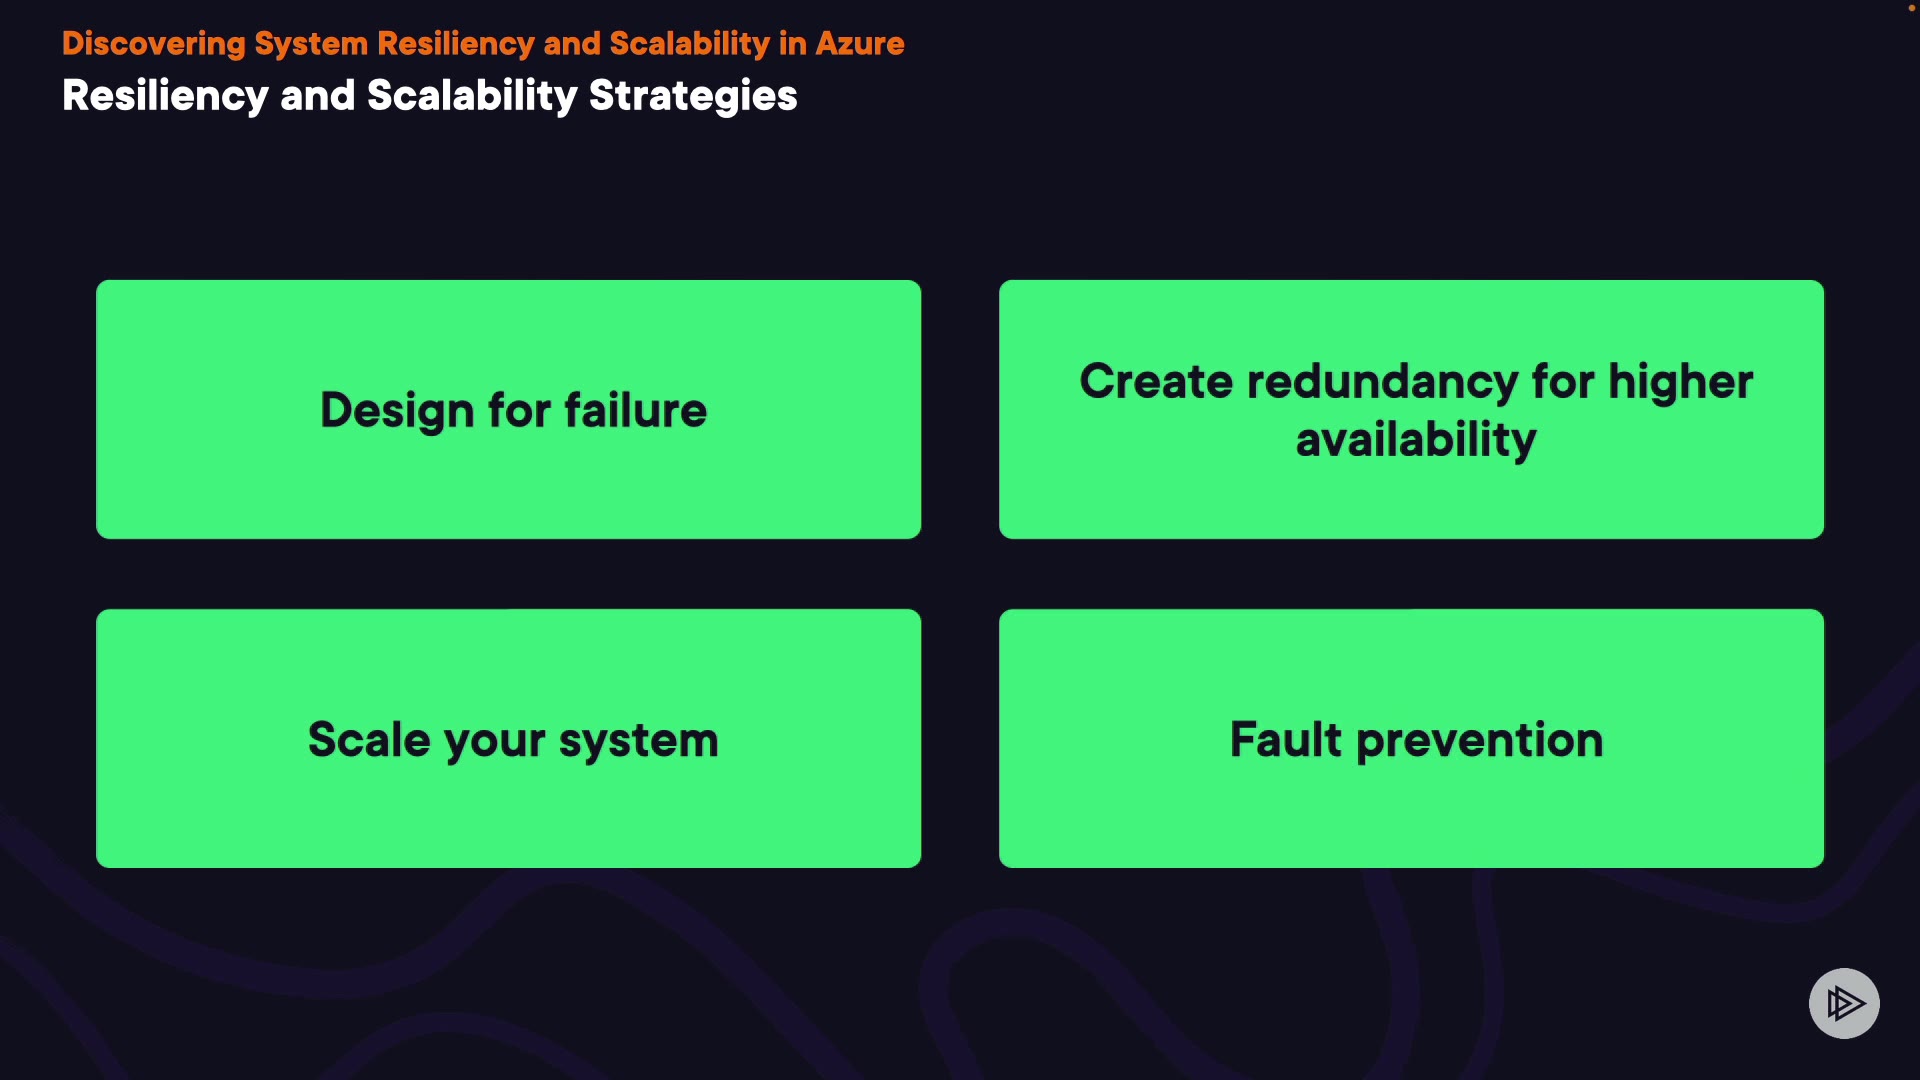 Discovering System Resiliency and Scalability in Azure
Resiliency and Scalability Strategies
Design for failure
Create redundancy for higher
availability
Scale your system
Fault prevention